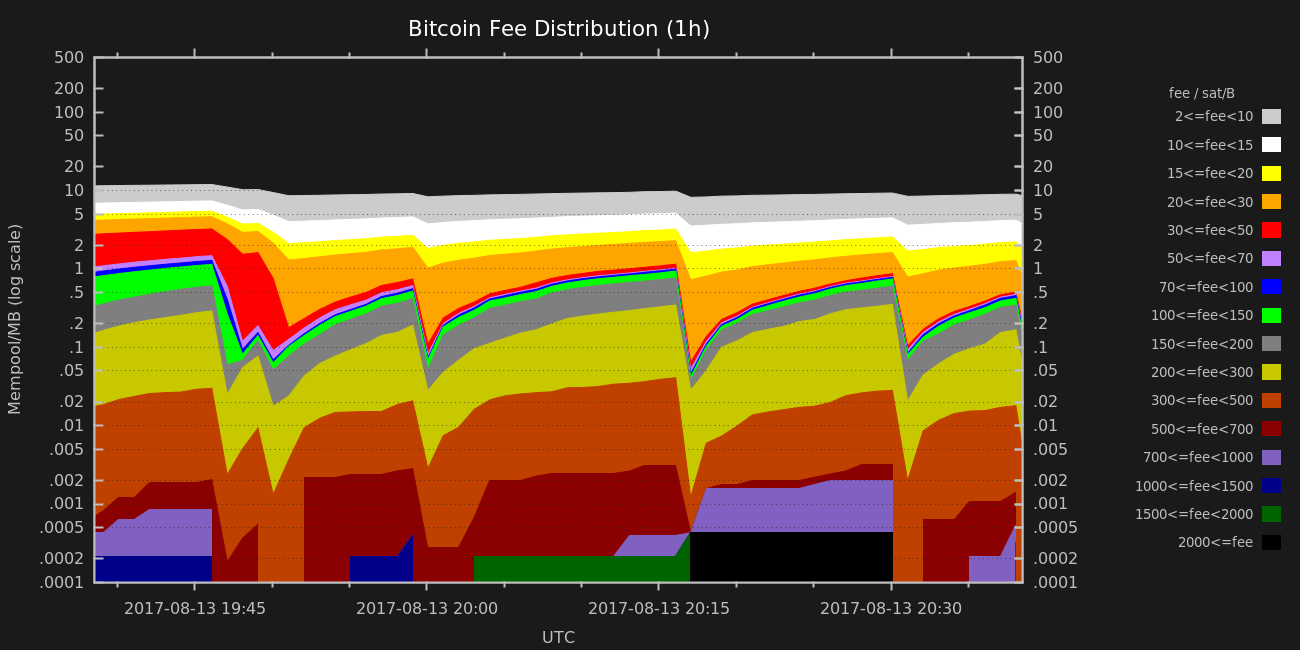 Bitcoin Fee Distribution (1h)
500 500
200 200
100 100
50 50
20 20
10 10
5 5
2 2
1 1
.5 .5
.2 .2
.1 .1
.05 .05
.02 .02
.01 .01
.005 .005
.002 .002
.001 .001
.0005 .0005
.0002 .0002
.0001 .0001
Mempool/MB (log scale)
2017-08-13 19:45 2017-08-13 20:00 2017-08-13 20:15 2017-08-13 20:30
UTC
fee / sat/B
2<=fee<10
10<=fee<15
15<=fee<20
20<=fee<30
30<=fee<50
50<=fee<70
70<=fee<100
100<=fee<150
150<=fee<200
200<=fee<300
300<=fee<500
500<=fee<700
700<=fee<1000
1000<=fee<1500
1500<=fee<2000
2000<=fee